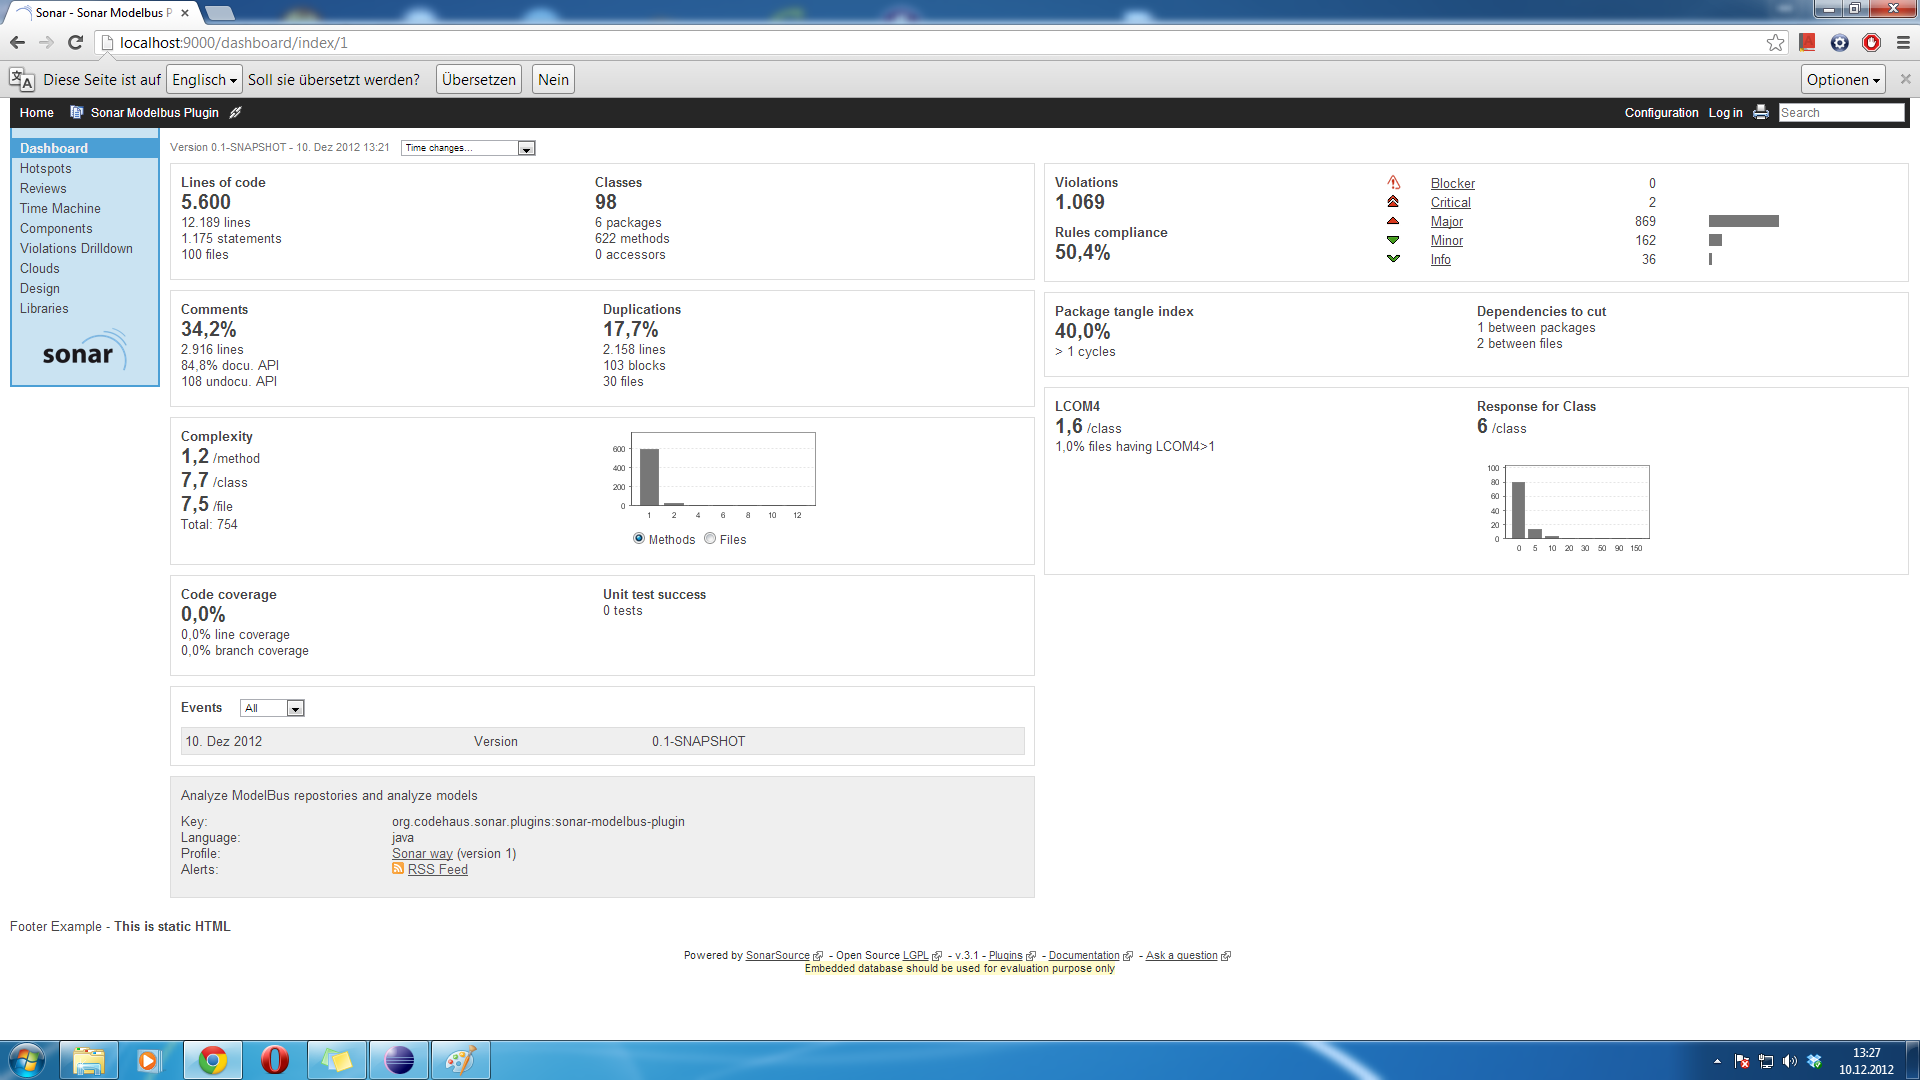 Sonar - Sonar Modelbus P
localhost:9000/dashboard/index/1
Diese Seite ist auf Englisch Soll sie übersetzt werden? Übersetzen Nein Optionen
Home Sonar Modelbus Plugin Configuration Log in Search
Dashboard
Hotspots
Reviews
Time Machine
Components
Violations Drilldown
Clouds
Design
Libraries
sonar
Version 0.1-SNAPSHOT - 10. Dez 2012 13:21 Time changes...
Lines of code
5.600
12.189 lines
1.175 statements
100 files
Classes
98
6 packages
622 methods
0 accessors
Comments
34,2%
2.916 lines
84,8% docu. API
108 undocu. API
Duplications
17,7%
2.158 lines
103 blocks
30 files
Complexity
1,2 /method
7,7 /class
7,5 /file
Total: 754
600
400
200
0
1 2 4 6 8 10 12
Methods Files
Code coverage
0,0%
0,0% line coverage
0,0% branch coverage
Unit test success
0 tests
Events All
10. Dez 2012 Version 0.1-SNAPSHOT
Analyze ModelBus repostories and analyze models
Key: org.codehaus.sonar.plugins:sonar-modelbus-plugin
Language: java
Profile: Sonar way (version 1)
Alerts: RSS Feed
Violations
1.069
Rules compliance
50,4%
Blocker 0
Critical 2
Major 869
Minor 162
Info 36
Package tangle index
40,0%
> 1 cycles
Dependencies to cut
1 between packages
2 between files
LCOM4
1,6 /class
1,0% files having LCOM4>1
Response for Class
6 /class
100
80
60
40
20
0
0 5 10 20 30 50 90 150
Footer Example - This is static HTML
Powered by SonarSource - Open Source LGPL - v.3.1 - Plugins - Documentation - Ask a question
Embedded database should be used for evaluation purpose only
13:27
10.12.2012